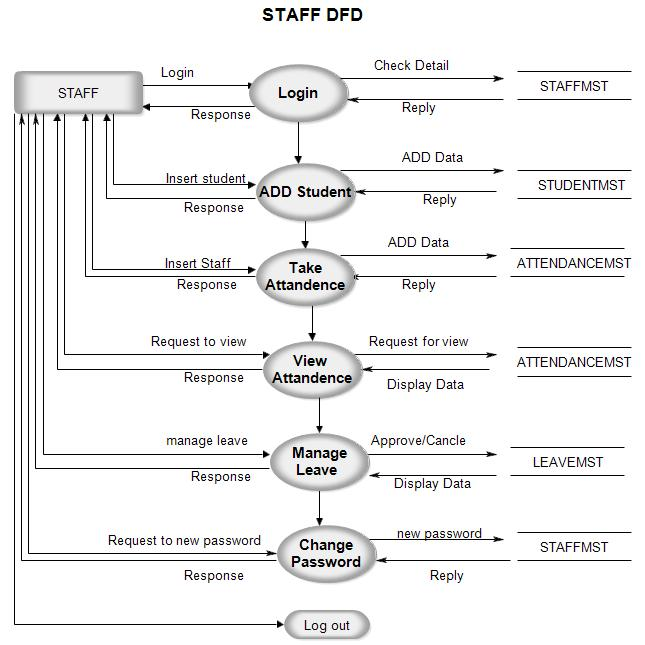 STAFF DFD
Login
Check Detail
STAFF
Login
STAFFMST
Response
Reply
ADD Data
Insert student
ADD Student
STUDENTMST
Response
Reply
ADD Data
Insert Staff
Take
Attandence
ATTENDANCEMST
Response
Reply
Request to view
Request for view
View
Attandence
ATTENDANCEMST
Response
Display Data
manage leave
Approve/Cancle
Manage
Leave
LEAVEMST
Response
Display Data
Request to new password
new password
Change
Password
STAFFMST
Response
Reply
Log out